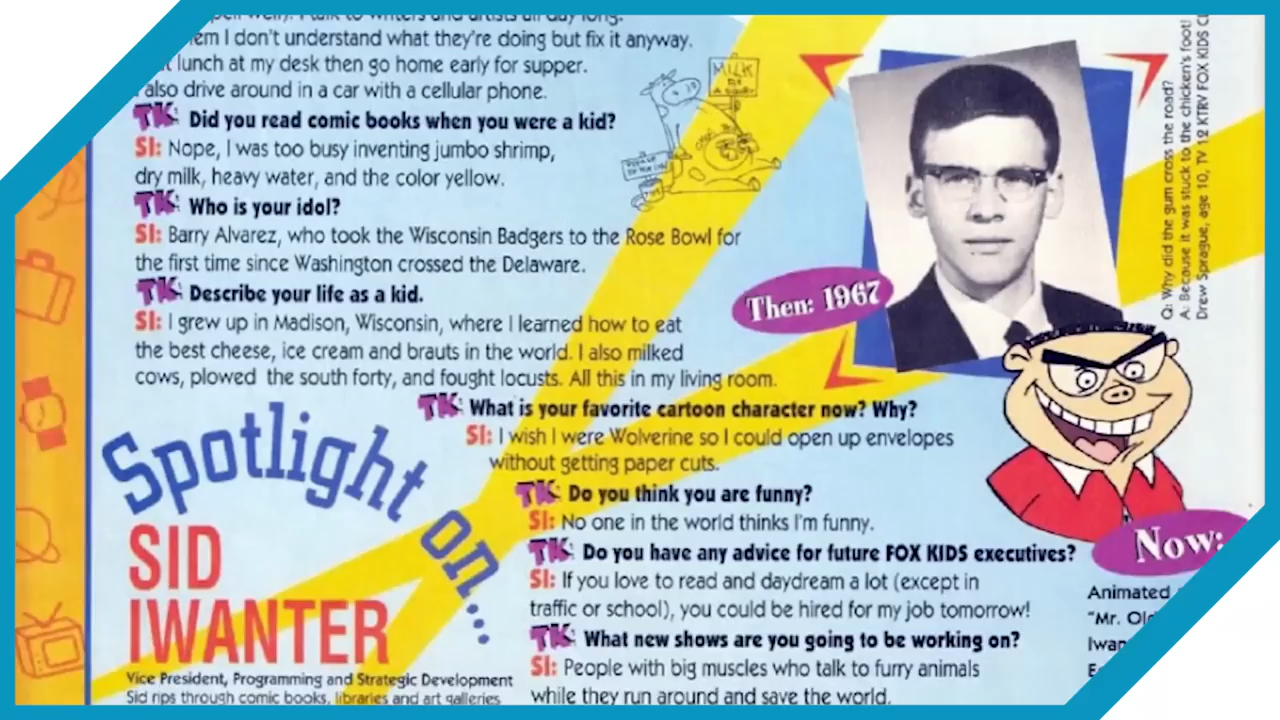 I talk to writers and artists all day long.
I don't understand what they're doing but fix it anyway.
lunch at my desk then go home early for supper.
also drive around in a car with a cellular phone.
TK: Did you read comic books when you were a kid?
SI: Nope, I was too busy inventing jumbo shrimp,
dry milk, heavy water, and the color yellow.
TK: Who is your idol?
SI: Barry Alvarez, who took the Wisconsin Badgers to the Rose Bowl for
the first time since Washington crossed the Delaware.
TK: Describe your life as a kid.
SI: I grew up in Madison, Wisconsin, where I learned how to eat
the best cheese, ice cream and brauts in the world. I also milked
cows, plowed the south forty, and fought locusts. All this in my living room.
TK: What is your favorite cartoon character now? Why?
SI: I wish I were Wolverine so I could open up envelopes
without getting paper cuts.
TK: Do you think you are funny?
SI: No one in the world thinks I'm funny.
TK: Do you have any advice for future FOX KIDS executives?
SI: If you love to read and daydream a lot (except in
traffic or school), you could be hired for my job tomorrow!
TK: What new shows are you going to be working on?
SI: People with big muscles who talk to furry animals
while they run around and save the world.
Spotlight on...
SID
IWANTER
Vice President, Programming and Strategic Development
Sid rips through comic books, libraries and art galleries
MILK
Then: 1967
Q: Why did the gum cross the road?
A: Because it was stuck to the chicken's foot!
Drew Sprague, age 10, TV 12 KTRV FOX KIDS
Now:
Animated
"Mr.